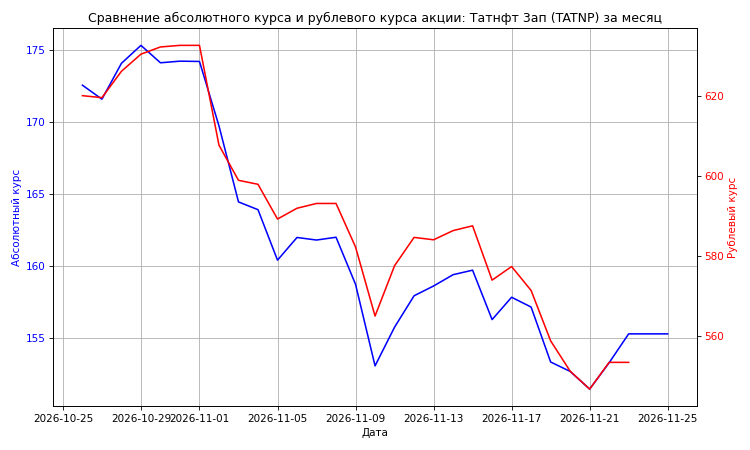 Сравнение абсолютного курса и рублевого курса акции: Татнфт 3ап (TATNP) за месяц
175
170
165
160
155
Абсолютный курс
620
600
580
560
Рублевый курс
2026-10-25 2026-10-29 2026-11-01 2026-11-05 2026-11-09 2026-11-13 2026-11-17 2026-11-21 2026-11-25
Дата